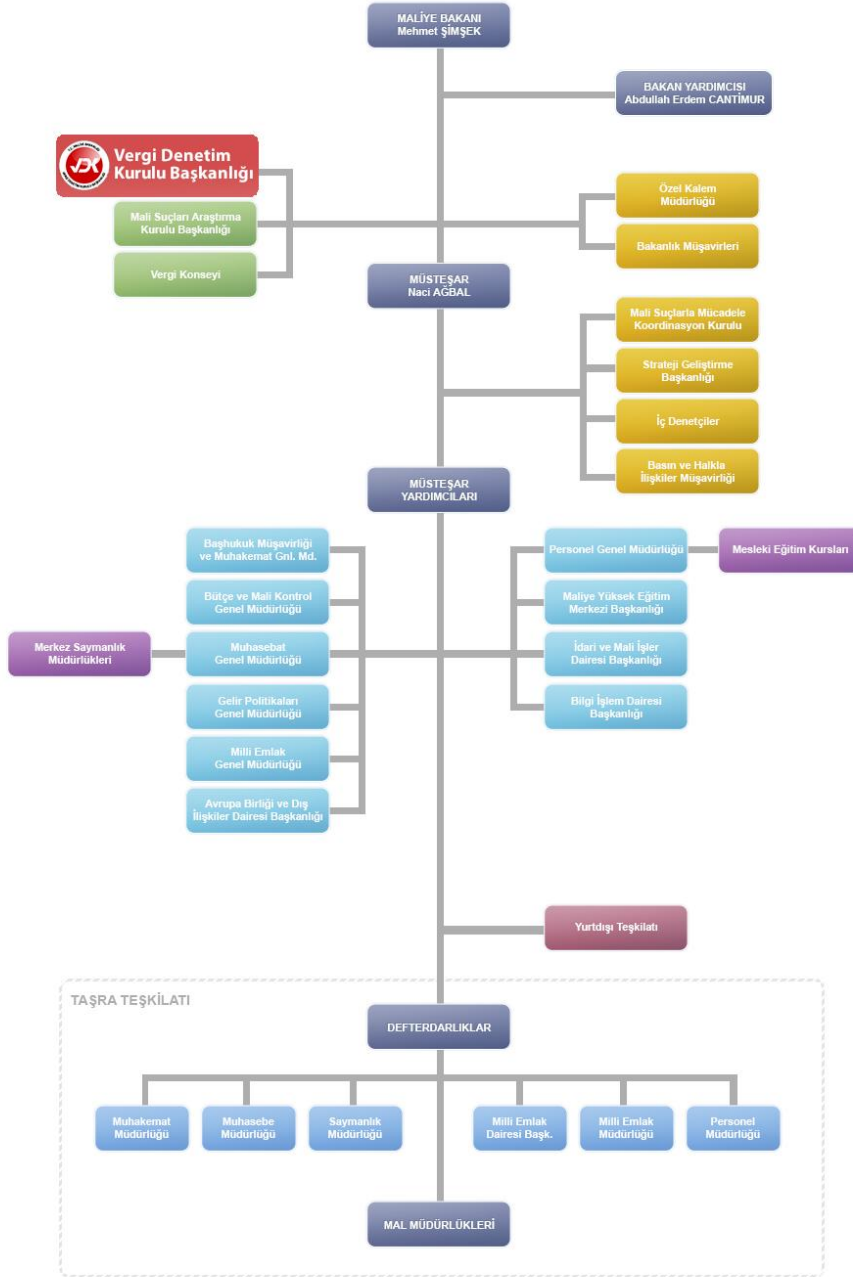 MALİYE BAKANI
Mehmet ŞİMŞEK
BAKAN YARDIMCISI
Abdullah Erdem CANTİMUR
VDK
Vergi Denetim
Kurulu Başkanlığı
Mali Suçları Araştırma
Kurulu Başkanlığı
Vergi Konseyi
Özel Kalem
Müdürlüğü
Bakanlık Müşavirleri
MÜSTEŞAR
Naci AĞBAL
Mali Suçlarla Mücadele
Koordinasyon Kurulu
Strateji Geliştirme
Başkanlığı
İç Denetçiler
Basın ve Halkla
İlişkiler Müşavirliği
MÜSTEŞAR
YARDIMCILARI
Başhukuk Müşavirliği
ve Muhakemat Gnl. Md.
Bütçe ve Mali Kontrol
Genel Müdürlüğü
Merkez Saymanlık
Müdürlükleri
Muhasebat
Genel Müdürlüğü
Gelir Politikaları
Genel Müdürlüğü
Milli Emlak
Genel Müdürlüğü
Avrupa Birliği ve Dış
İlişkiler Dairesi Başkanlığı
Personel Genel Müdürlüğü
Mesleki Eğitim Kursları
Maliye Yüksek Eğitim
Merkezi Başkanlığı
İdari ve Mali İşler
Dairesi Başkanlığı
Bilgi İşlem Dairesi
Başkanlığı
Yurtdışı Teşkilatı
TAŞRA TEŞKİLATI
DEFTERDARLIKLAR
Muhakemat
Müdürlüğü
Muhasebe
Müdürlüğü
Saymanlık
Müdürlüğü
Milli Emlak
Dairesi Başk.
Milli Emlak
Müdürlüğü
Personel
Müdürlüğü
MAL MÜDÜRLÜKLERİ